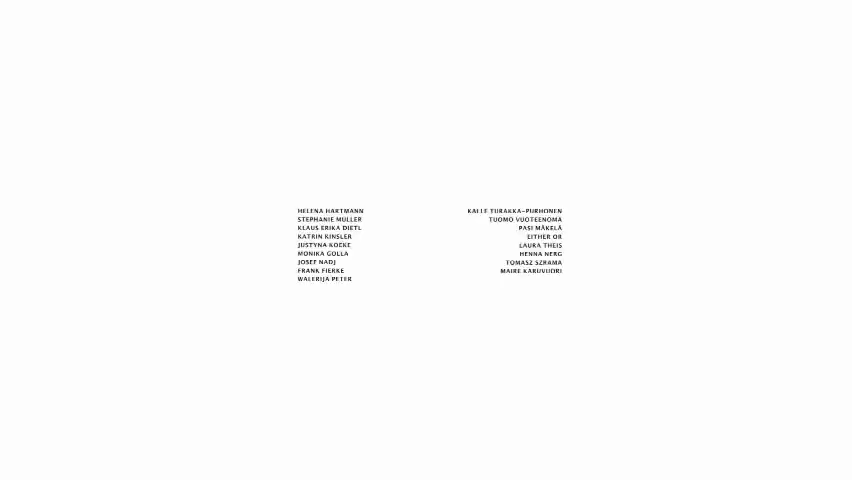 HELENA HARTMANN
STEPHANIE MÜLLER
KLAUS ERIKA DIETL
KATRIN KINSLER
JUSTYNA KOEKE
MONIKA GOLLA
JOSEF NADJ
FRANK FIERKE
WALERIJA PETER
KALLE TURAKKA-PURHONEN
TUOMO VUOTEENOMA
PASI MÄKELÄ
EITHER OR
LAURA THEIS
HENNA NERG
TOMASZ SZRAMA
MAIRE KARUVUORI